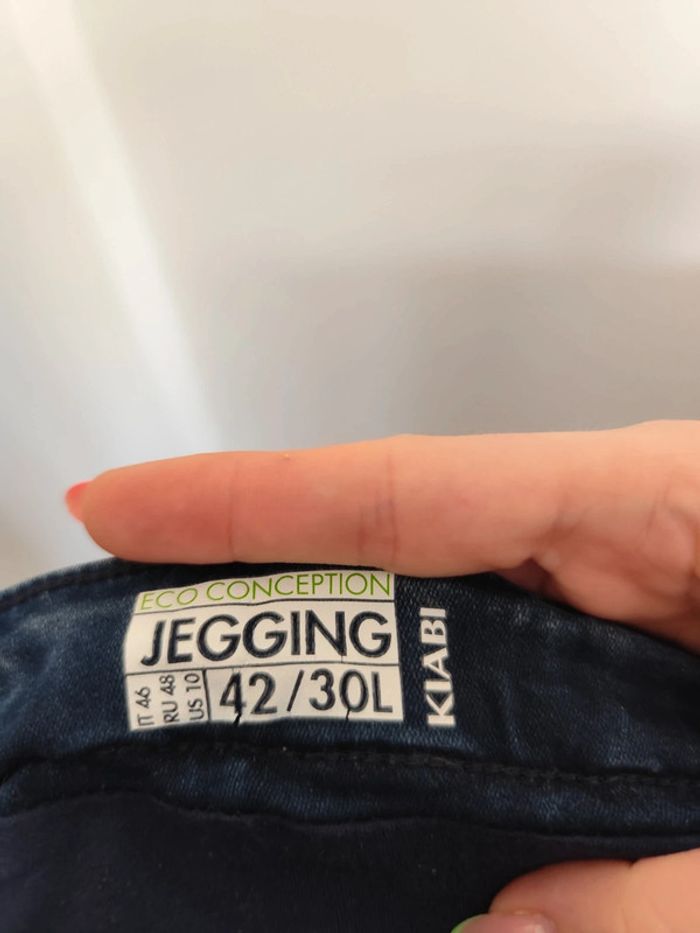 ECO CONCEPTION
JEGGING
IT 46
RU 48
US 10
42/30L
KIABI